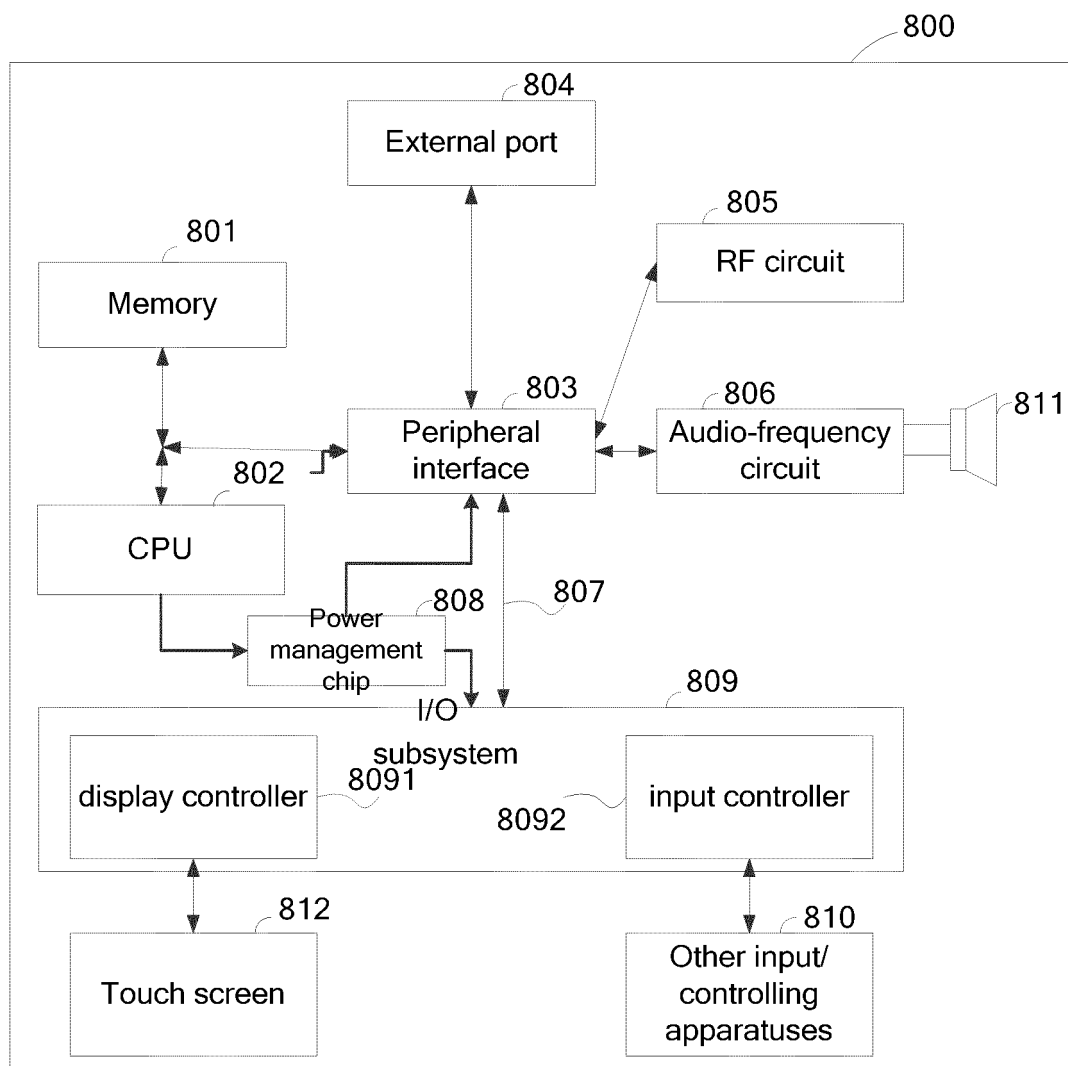 800
804
External port
805
RF circuit
801
Memory
803
Peripheral
interface
806
Audio-frequency
circuit
811
802
CPU
808
Power
management
chip
807
809
I/O
subsystem
8091
display controller
8092
input controller
812
Touch screen
810
Other input/
controlling
apparatuses